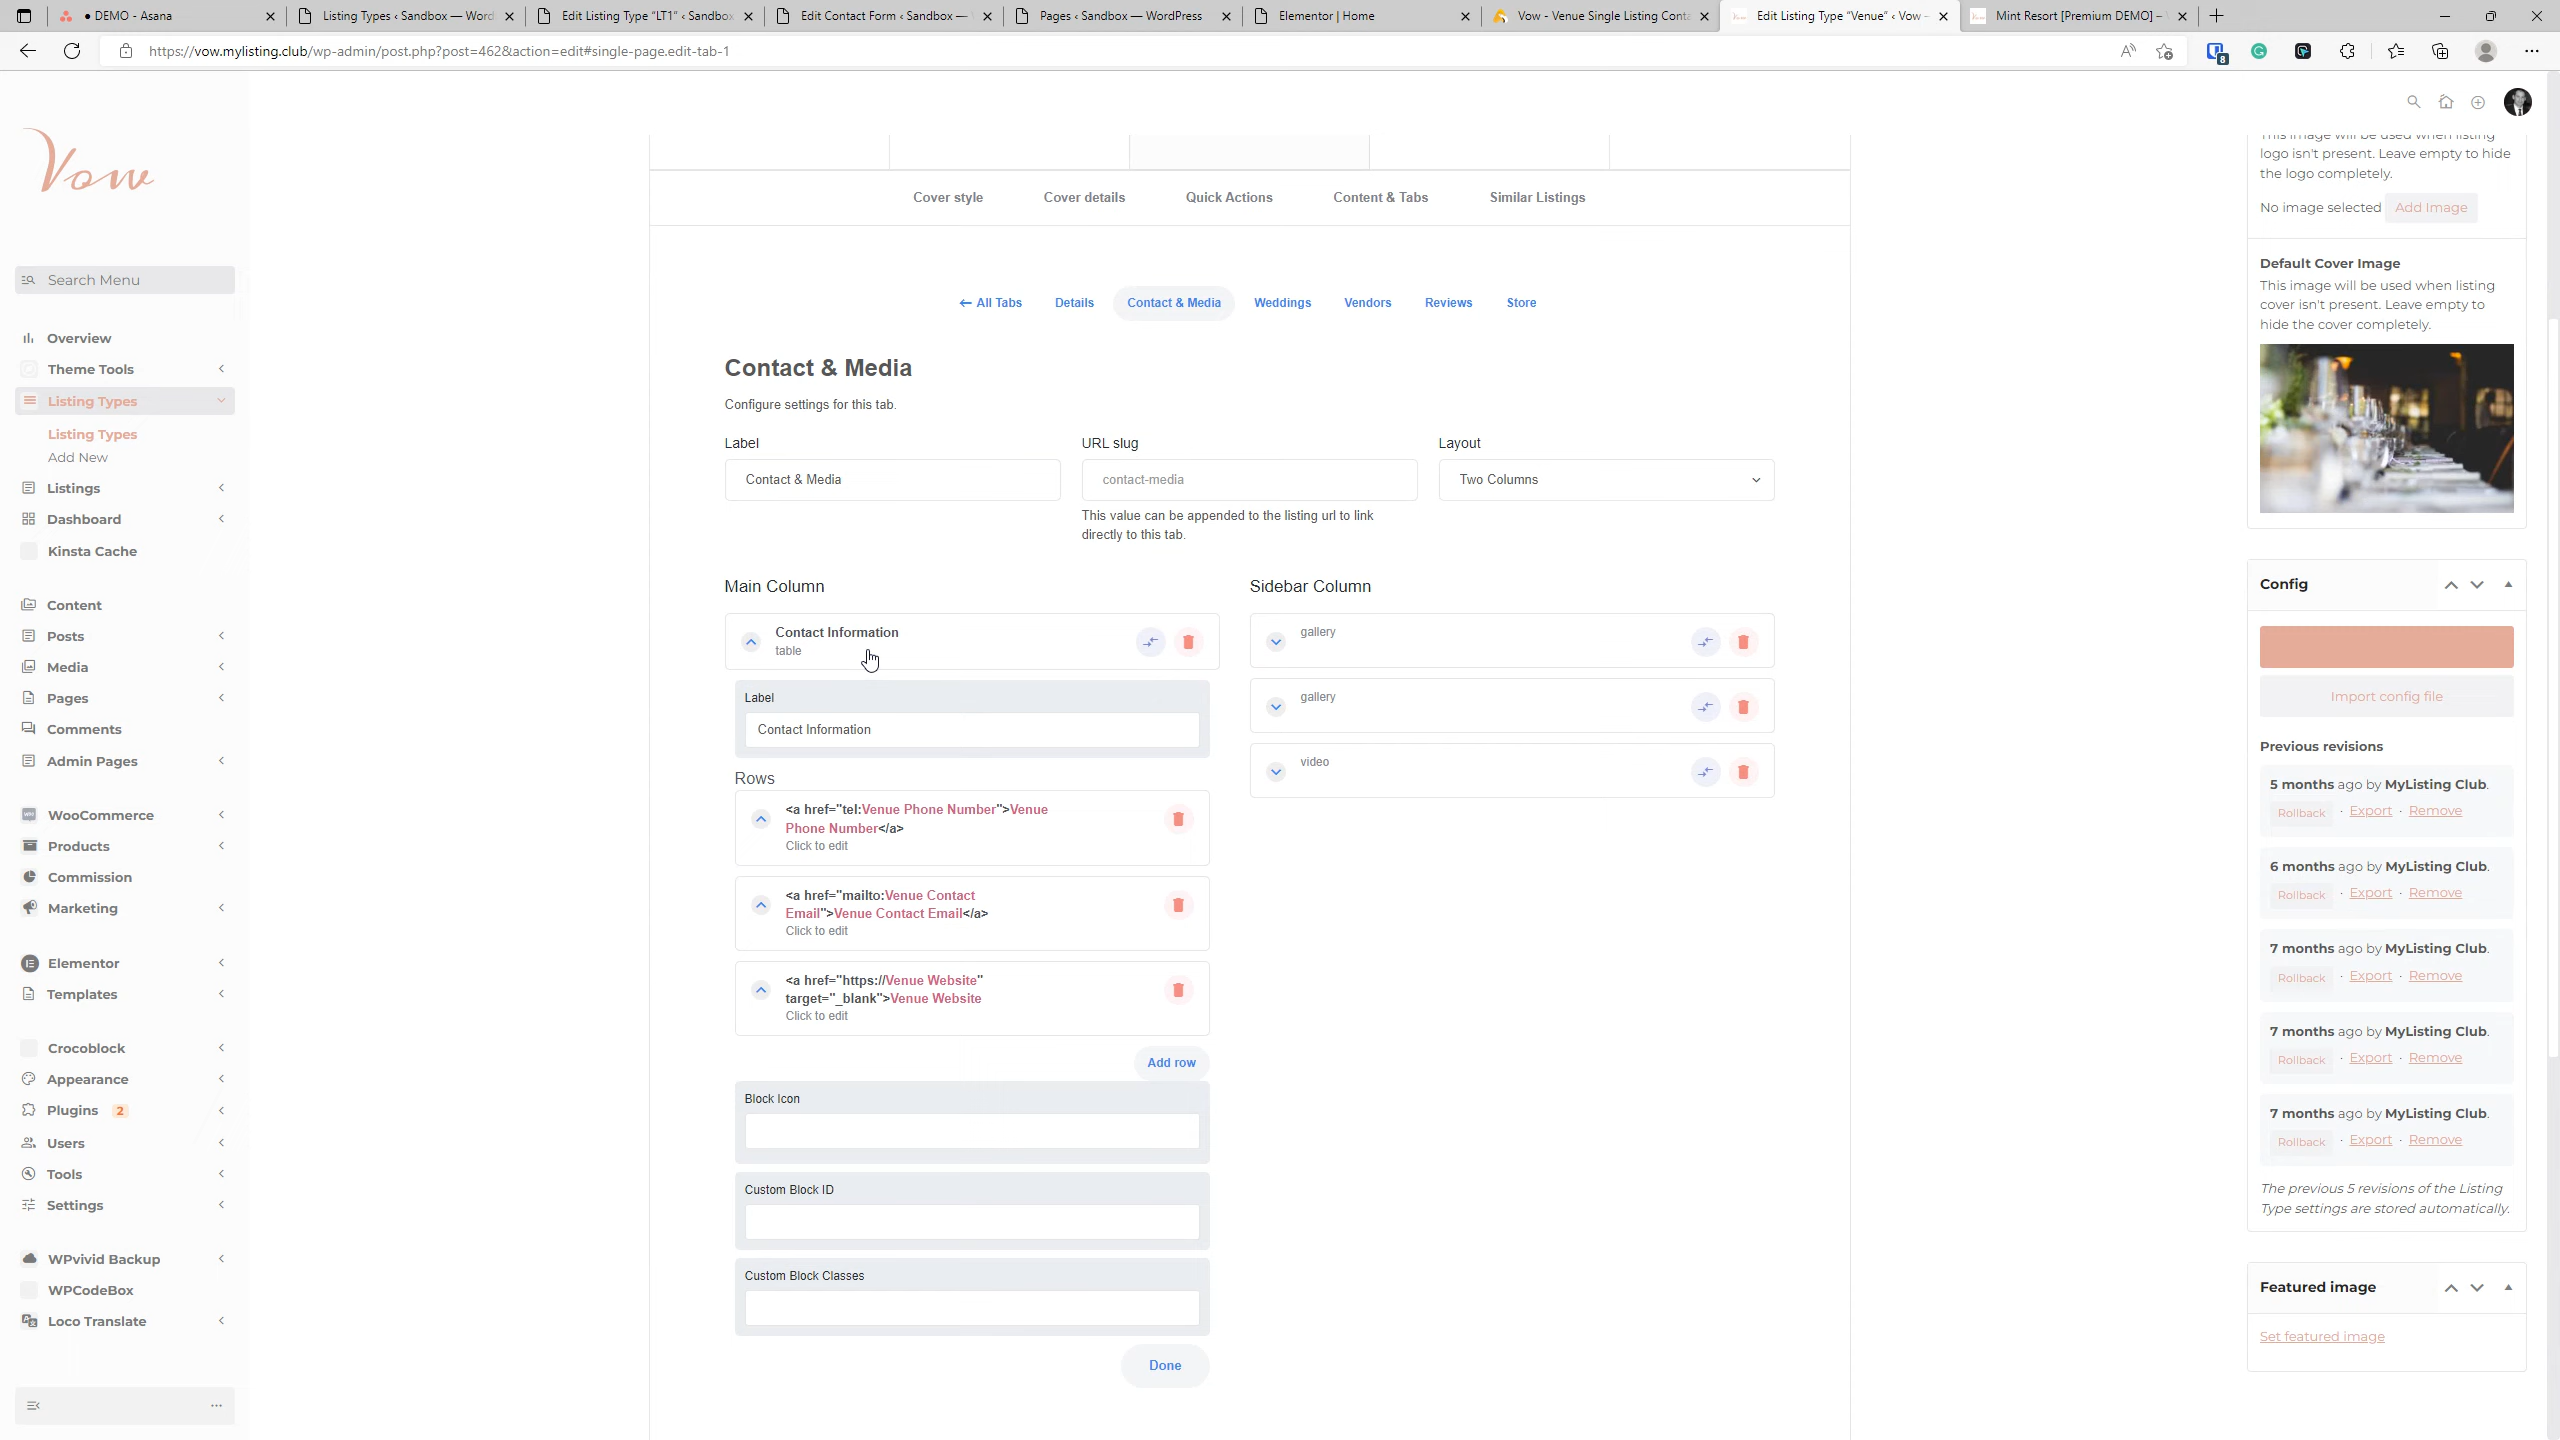 ● DEMO - Asana
Listing Types ‹ Sandbox — Word
Edit Listing Type “LT1” ‹ Sandbox
Edit Contact Form ‹ Sandbox —
Pages ‹ Sandbox — WordPress
Elementor | Home
Vow - Venue Single Listing Conta
Edit Listing Type “Venue” ‹ Vow –
Mint Resort [Premium DEMO] –
https://vow.mylisting.club/wp-admin/post.php?post=462&action=edit#single-page.edit-tab-1
8
Vow
Search Menu
Overview
Theme Tools
Listing Types
Listing Types
Add New
Listings
Dashboard
Kinsta Cache
Content
Posts
Media
Pages
Comments
Admin Pages
WooCommerce
Products
Commission
Marketing
Elementor
Templates
Crocoblock
Appearance
Plugins 2
Users
Tools
Settings
WPvivid Backup
WPCodeBox
Loco Translate
Cover style
Cover details
Quick Actions
Content & Tabs
Similar Listings
← All Tabs
Details
Contact & Media
Weddings
Vendors
Reviews
Store
Contact & Media
Configure settings for this tab.
Label
Contact & Media
URL slug
contact-media
This value can be appended to the listing url to link
directly to this tab.
Layout
Two Columns
Main Column
Contact Information
table
Label
Contact Information
Rows
<a href="tel:Venue Phone Number">Venue
Phone Number</a>
Click to edit
<a href="mailto:Venue Contact
Email">Venue Contact Email</a>
Click to edit
<a href="https://Venue Website"
target="_blank">Venue Website
Click to edit
Add row
Block Icon
Custom Block ID
Custom Block Classes
Done
Sidebar Column
gallery
gallery
video
This image will be used when listing
logo isn't present. Leave empty to hide
the logo completely.
No image selected Add Image
Default Cover Image
This image will be used when listing
cover isn't present. Leave empty to
hide the cover completely.
Config
Import config file
Previous revisions
5 months ago by MyListing Club.
Rollback · Export · Remove
6 months ago by MyListing Club.
Rollback · Export · Remove
7 months ago by MyListing Club.
Rollback · Export · Remove
7 months ago by MyListing Club.
Rollback · Export · Remove
7 months ago by MyListing Club.
Rollback · Export · Remove
The previous 5 revisions of the Listing
Type settings are stored automatically.
Featured image
Set featured image